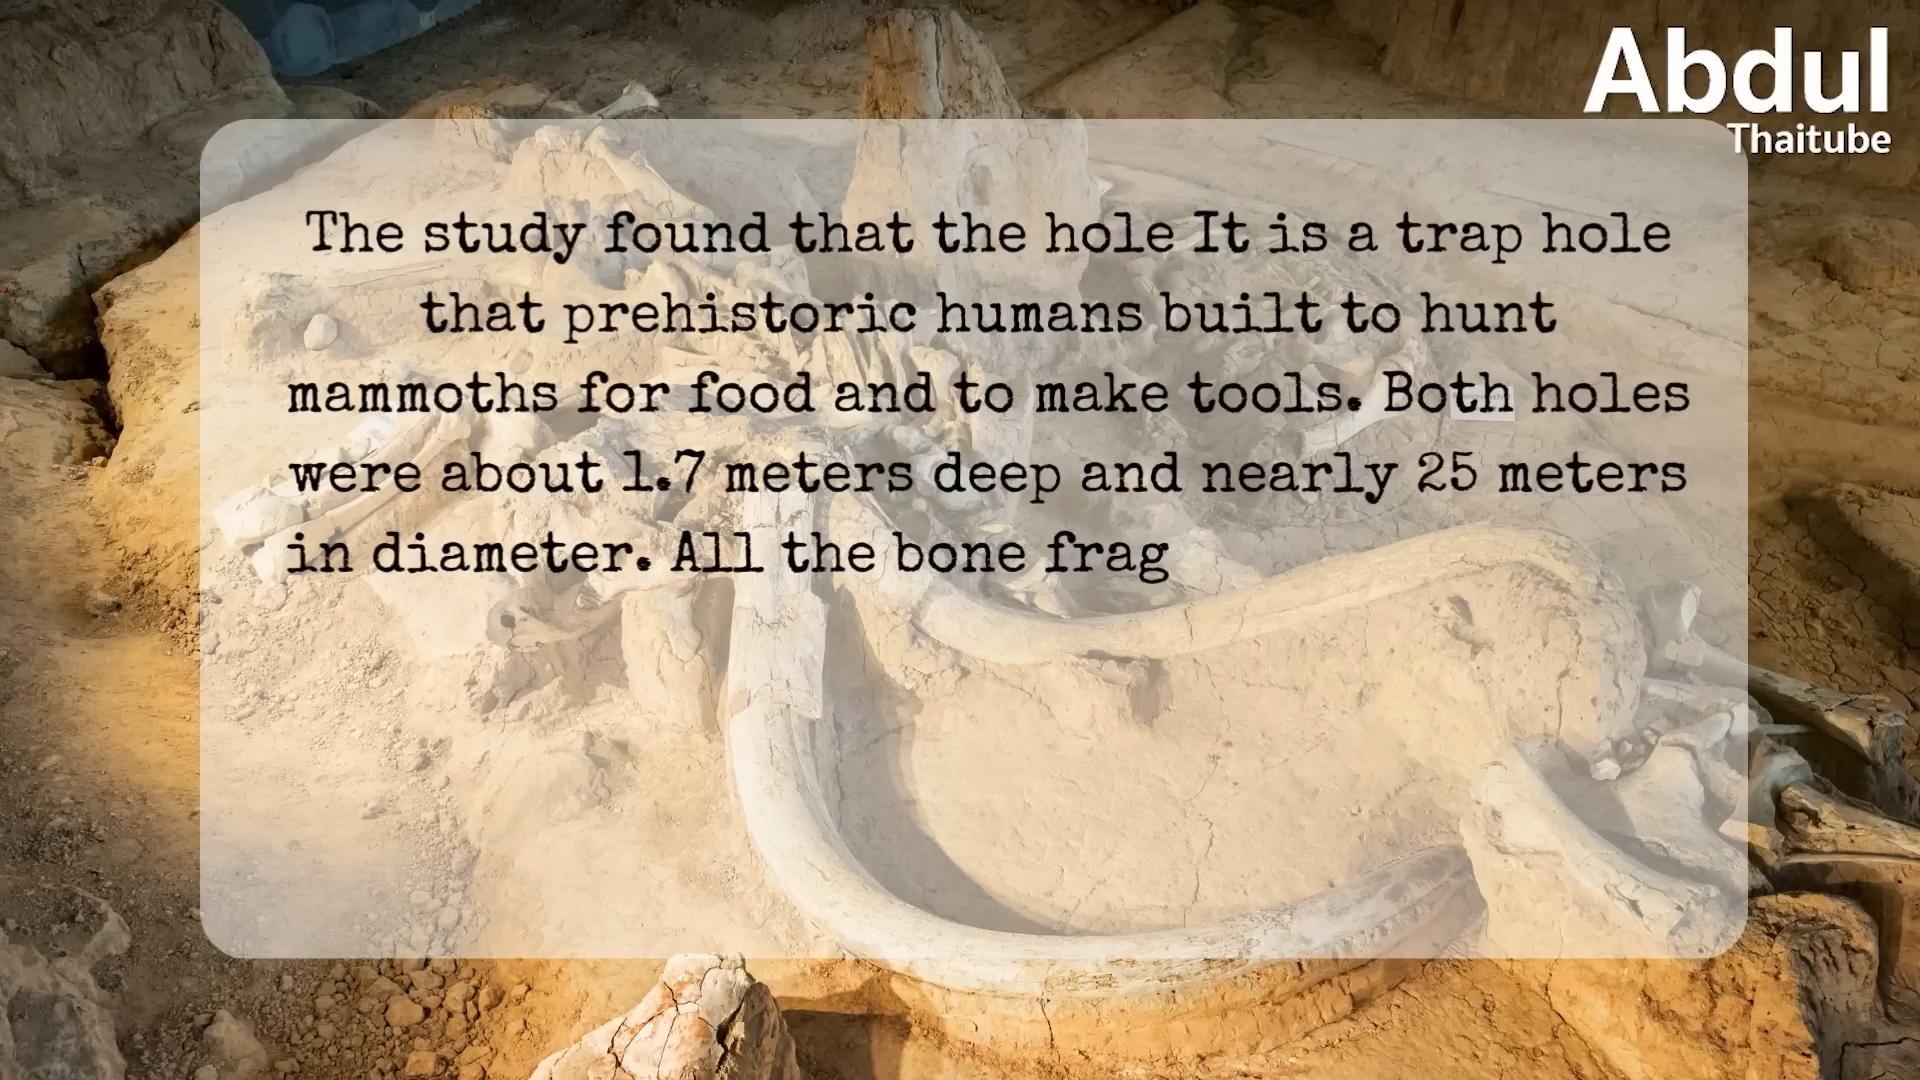 Abdul
Thaitube
The study found that the hole It is a trap hole
that prehistoric humans built to hunt
mammoths for food and to make tools. Both holes
were about 1.7 meters deep and nearly 25 meters
in diameter. All the bone frag